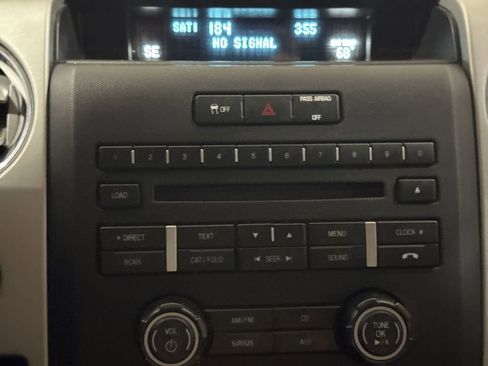 SAT1 184 355
NO SIGNAL
SE 68
OFF PASS AIRBAG OFF
1 2 3 4 5 6 7 8 9 0
LOAD
DIRECT TEXT MENU CLOCK
SCAN CAT/FOLD SEEK SOUND
VOL AM/FM CD TUNE
OK
SIRIUS AUX